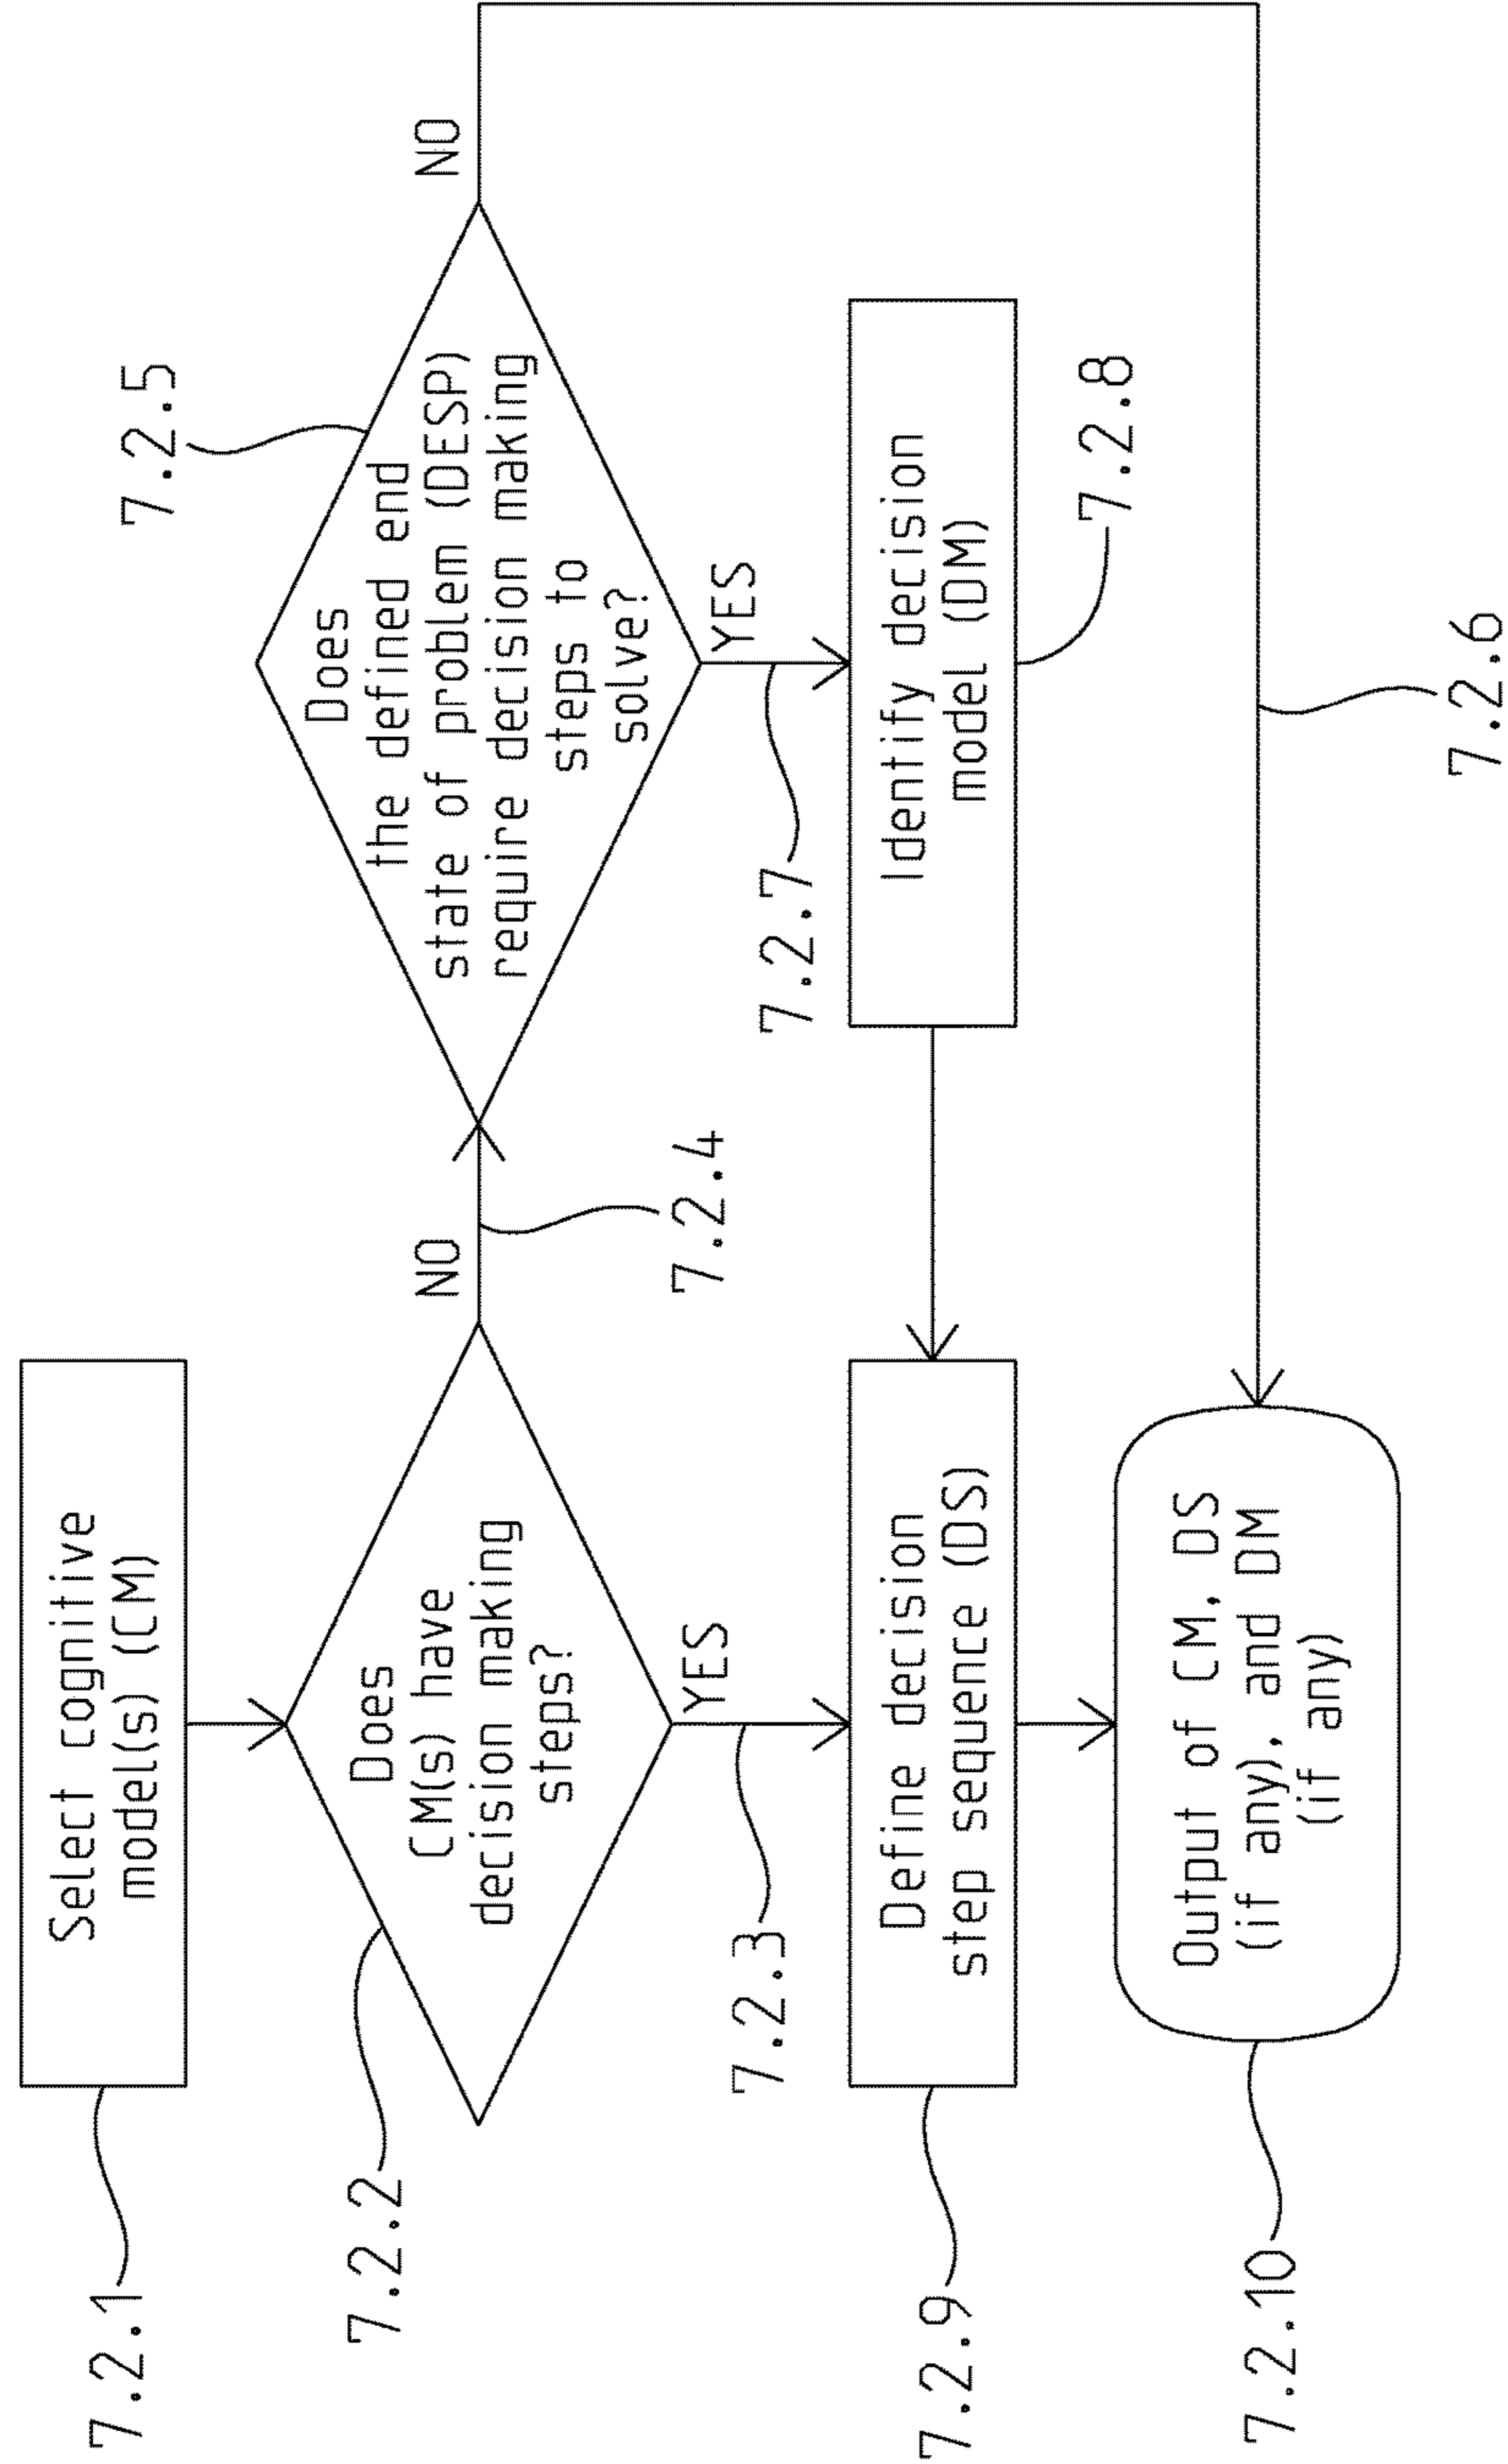 7.2.1
Select cognitive
model(s) (CM)
7.2.2
Does
CM(s) have
decision making
steps?
NO
7.2.4
YES
7.2.3
7.2.5
Does
the defined end
state of problem (DESP)
require decision making
steps to
solve?
NO
YES
7.2.7
7.2.9
Define decision
step sequence (DS)
Identify decision
model (DM)
7.2.8
7.2.10
Output of CM, DS
(if any), and DM
(if any)
7.2.6